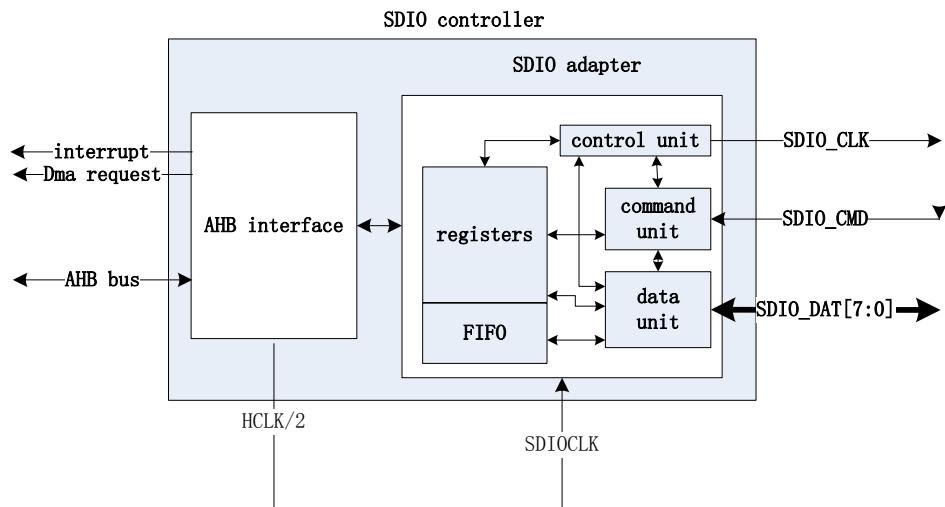 SDIO controller
SDIO adapter
interrupt
Dma request
AHB bus
AHB interface
registers
FIFO
control unit
command
unit
data
unit
SDIO_CLK
SDIO_CMD
SDIO_DAT[7:0]
HCLK/2
SDIOCLK